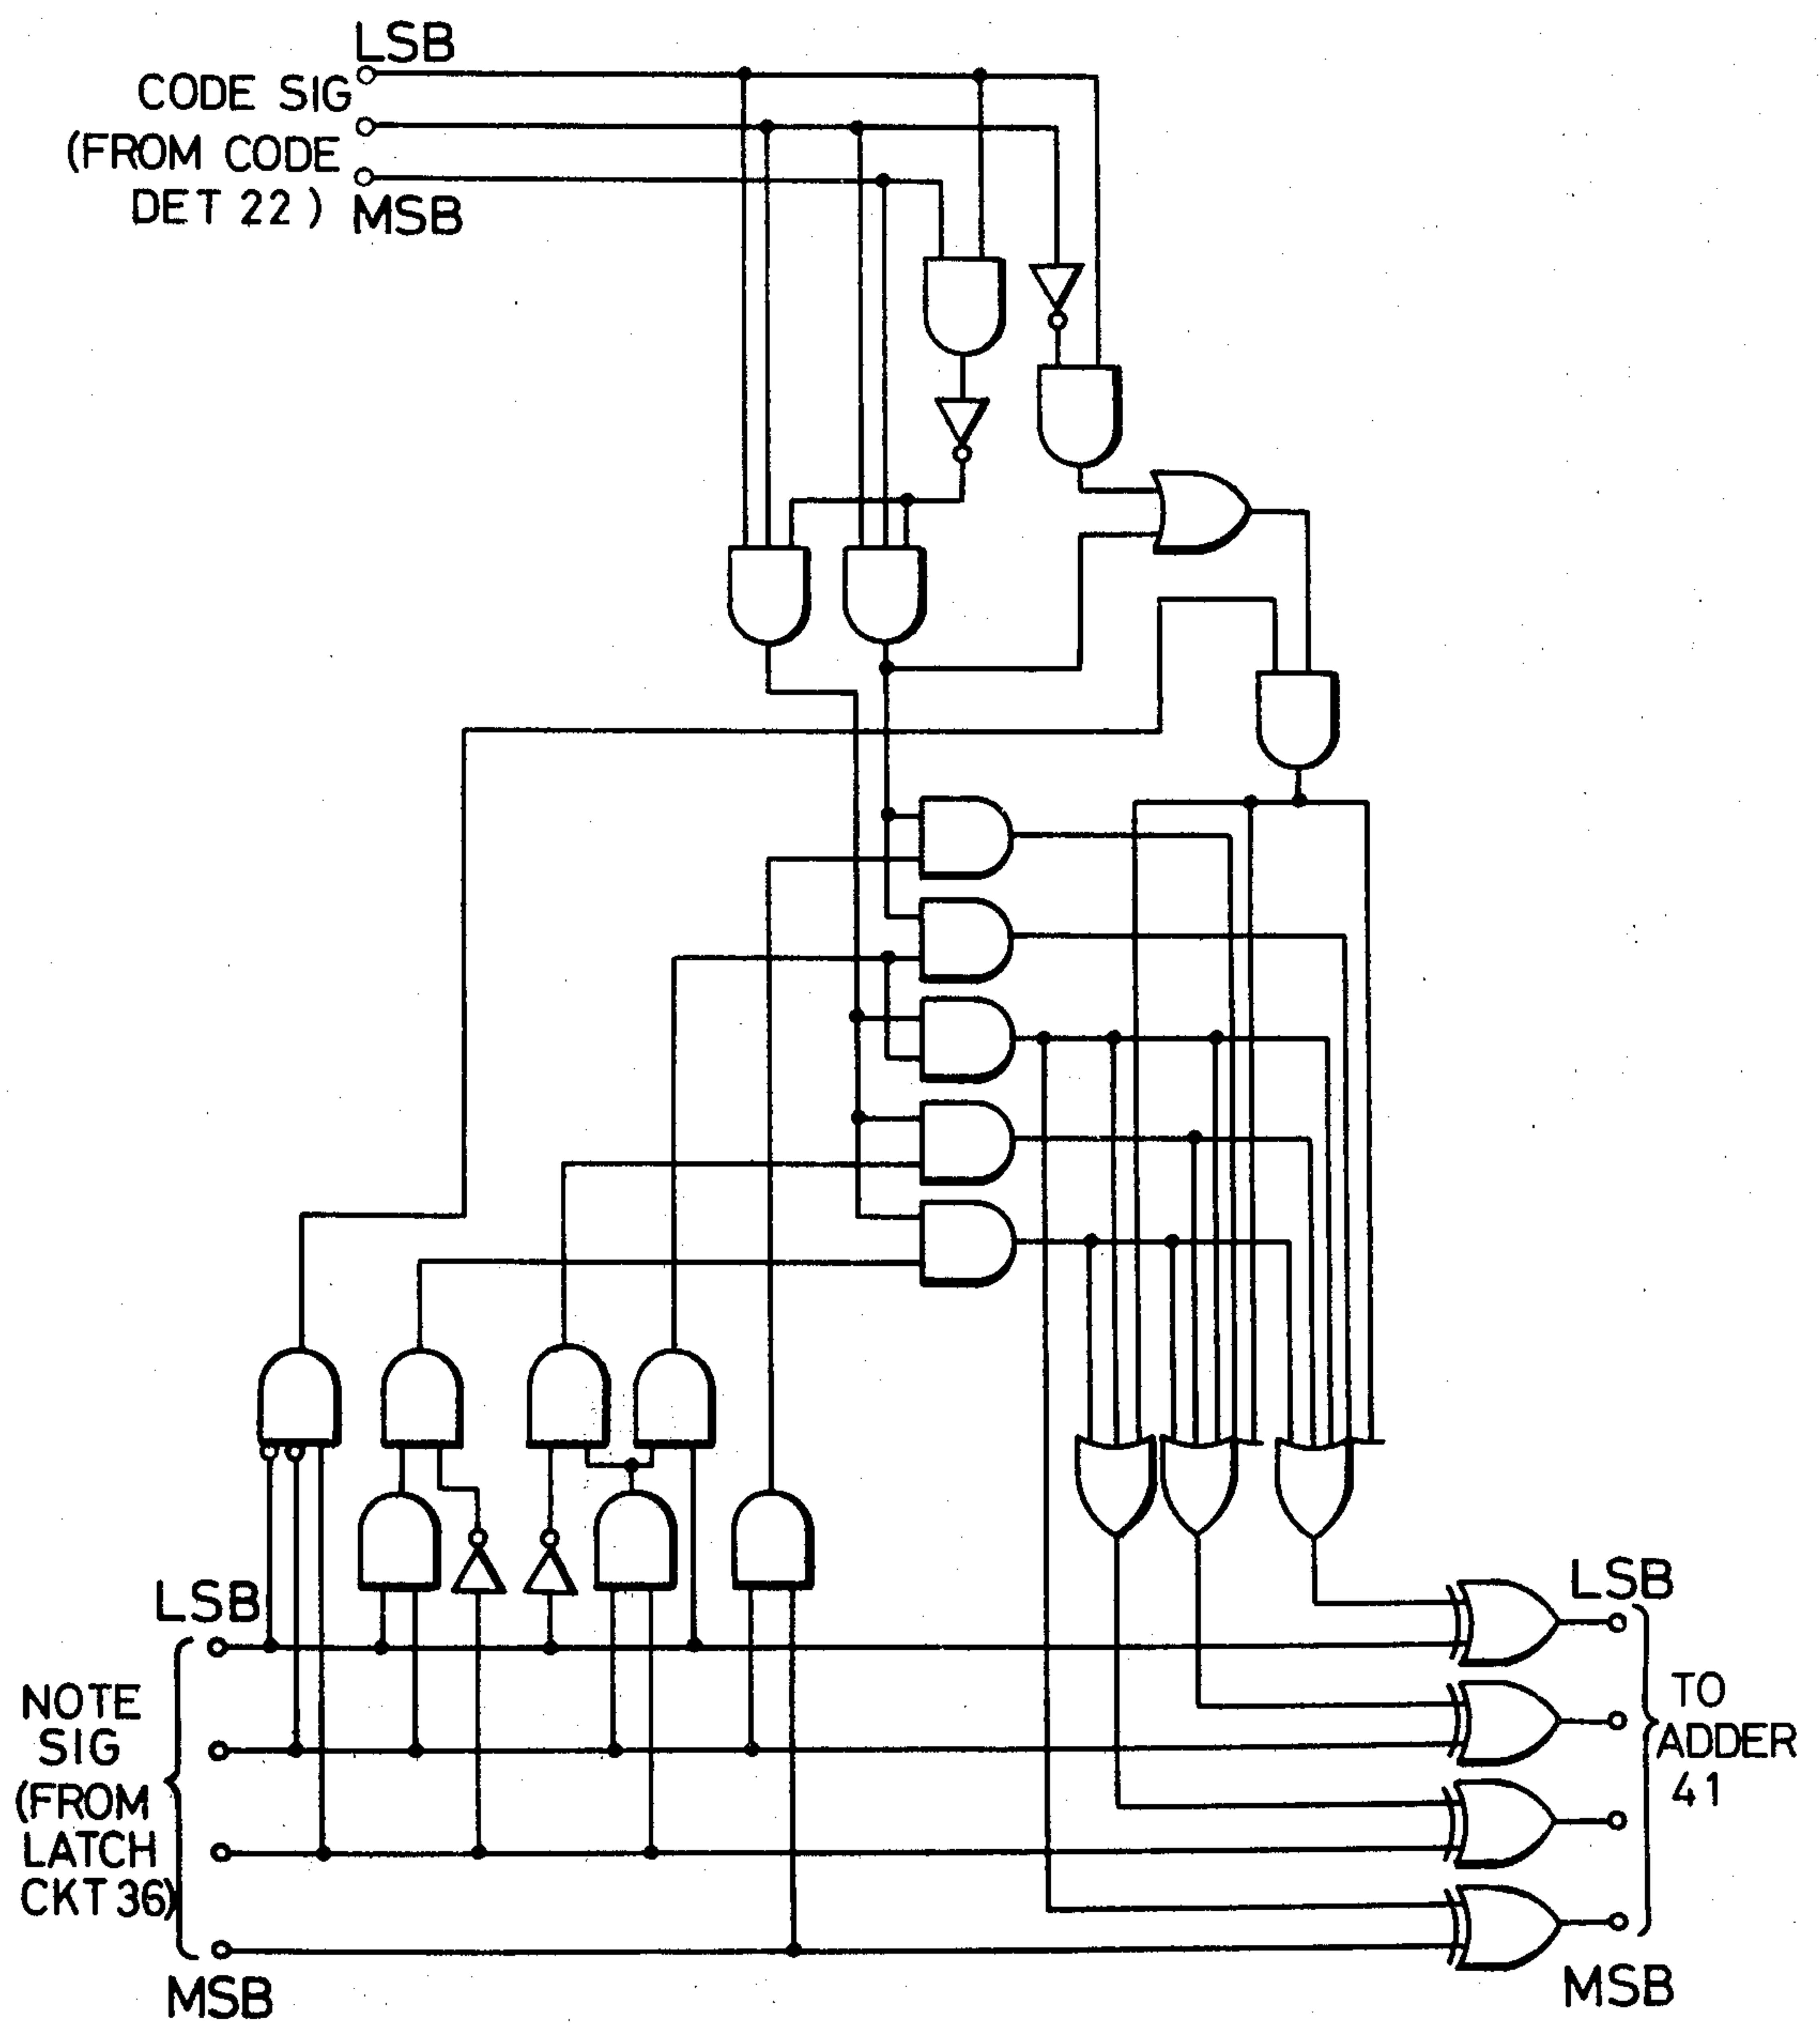 LSB
CODE SIG
(FROM CODE
DET 22)
MSB
LSB
NOTE
SIG
(FROM
LATCH
CKT 36)
MSB
LSB
TO
ADDER
41
MSB